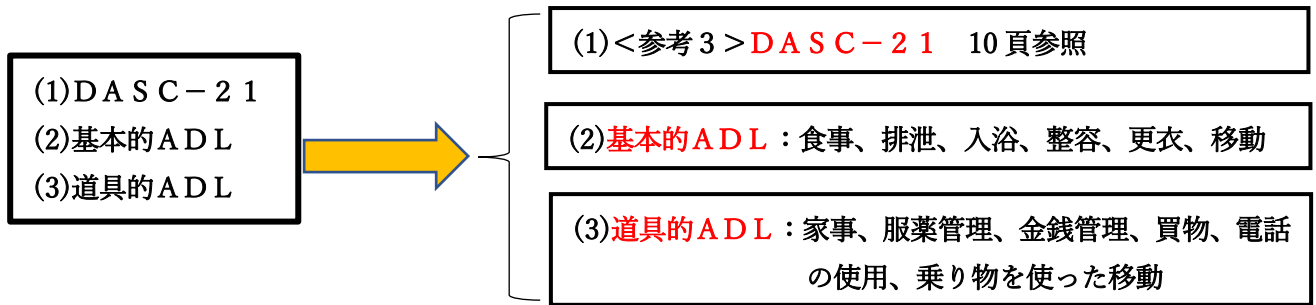 (1)ＤＡＳＣ－２１
(2)基本的ＡＤＬ
(3)道具的ＡＤＬ
(1)＜参考３＞ＤＡＳＣ－２１　10頁参照
(2)基本的ＡＤＬ：食事、排泄、入浴、整容、更衣、移動
(3)道具的ＡＤＬ：家事、服薬管理、金銭管理、買物、電話
の使用、乗り物を使った移動